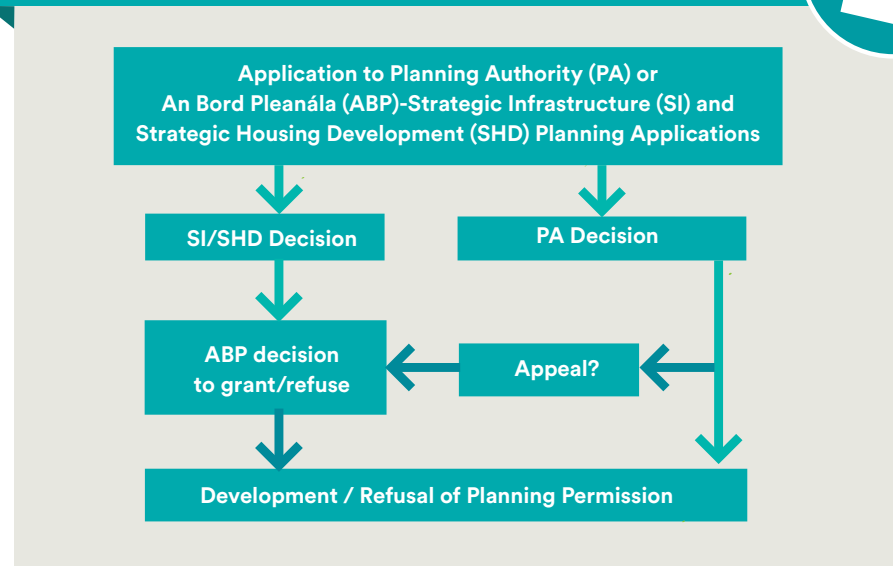 Application to Planning Authority (PA) or
An Bord Pleanála (ABP)-Strategic Infrastructure (SI) and
Strategic Housing Development (SHD) Planning Applications
SI/SHD Decision
PA Decision
ABP decision
to grant/refuse
Appeal?
Development / Refusal of Planning Permission